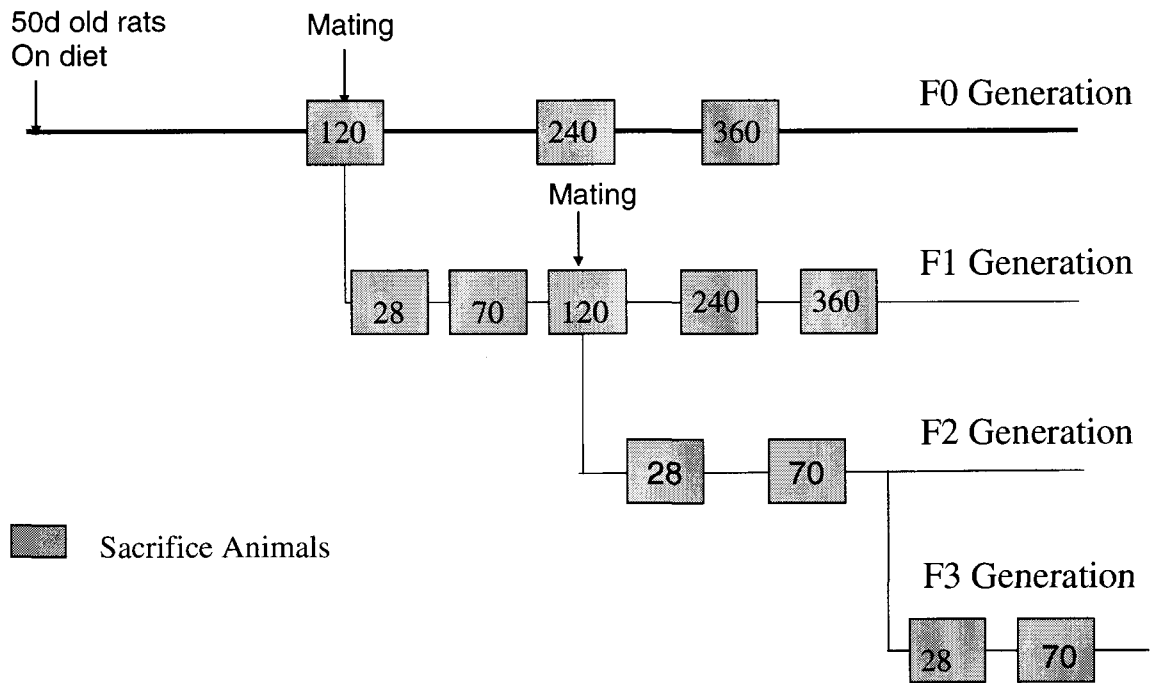 50d old rats
On diet
Mating
F0 Generation
120
240
360
Mating
F1 Generation
28
70
120
240
360
F2 Generation
28
70
Sacrifice Animals
F3 Generation
28
70